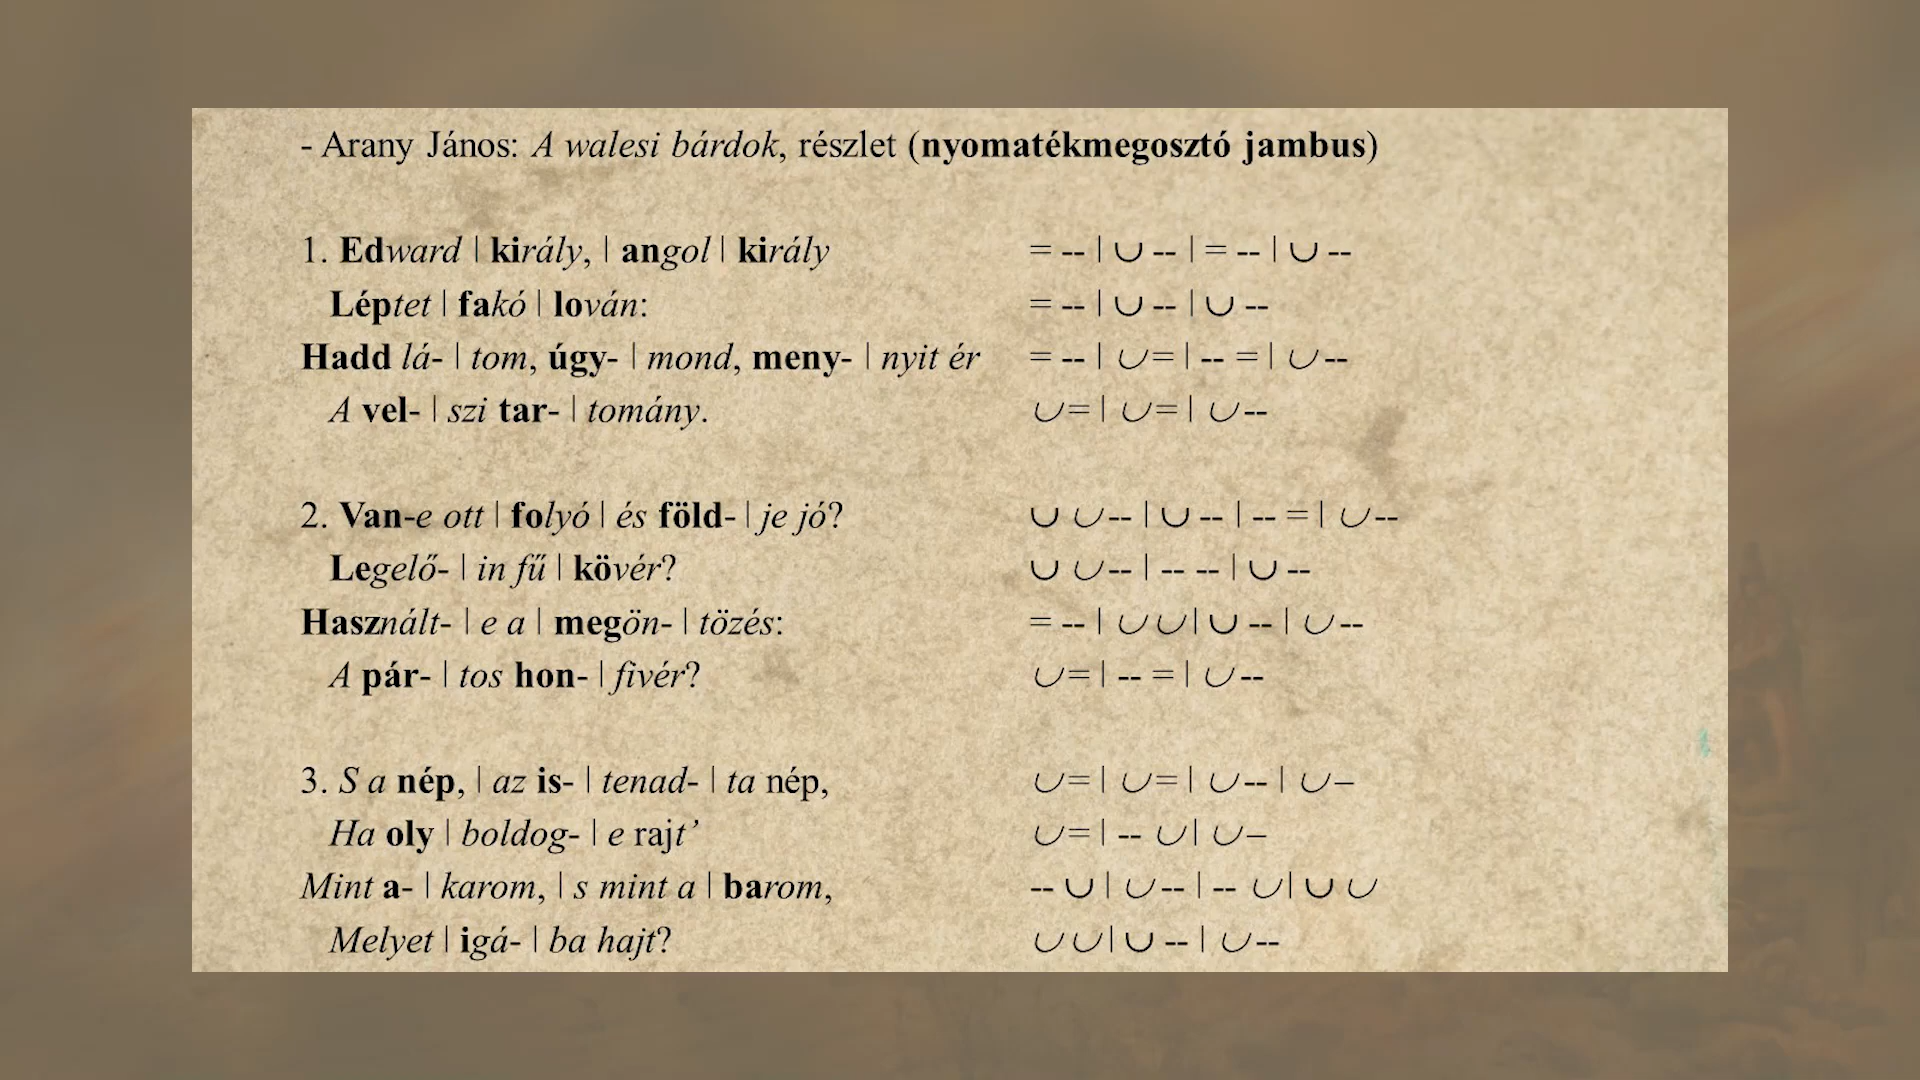 - Arany János: A walesi bárdok, részlet (nyomatékmegosztó jambus)
1. Edward | király, | angol | király = -- | ∪ -- | = -- | ∪ --
Léptet | fakó | lován: = -- | ∪ -- | ∪ --
Hadd lá- | tom, úgy- | mond, meny- | nyit ér = -- | ∪= | -- = | ∪--
A vel- | szi tar- | tomány. ∪= | ∪= | ∪--
2. Van-e ott | folyó | és föld- | je jó? ∪ ∪-- | ∪ -- | -- = | ∪--
Legelő- | in fű | kövér? ∪ ∪-- | -- -- | ∪ --
Használt- | e a | megön- | tözés: = -- | ∪∪| ∪ -- | ∪--
A pár- | tos hon- | fivér? ∪= | -- = | ∪--
3. S a nép, | az is- | tenad- | ta nép, ∪= | ∪= | ∪-- | ∪–
Ha oly | boldog- | e rajt’ ∪= | -- ∪| ∪–
Mint a- | karom, | s mint a | barom, -- ∪ | ∪-- | -- ∪| ∪ ∪
Melyet | igá- | ba hajt? ∪∪| ∪ -- | ∪--